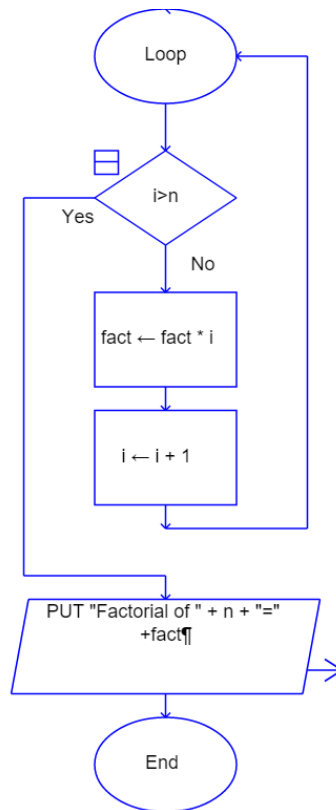 Loop
i>n
Yes
No
fact ← fact * i
i ← i + 1
PUT "Factorial of " + n + "="
+fact¶
End